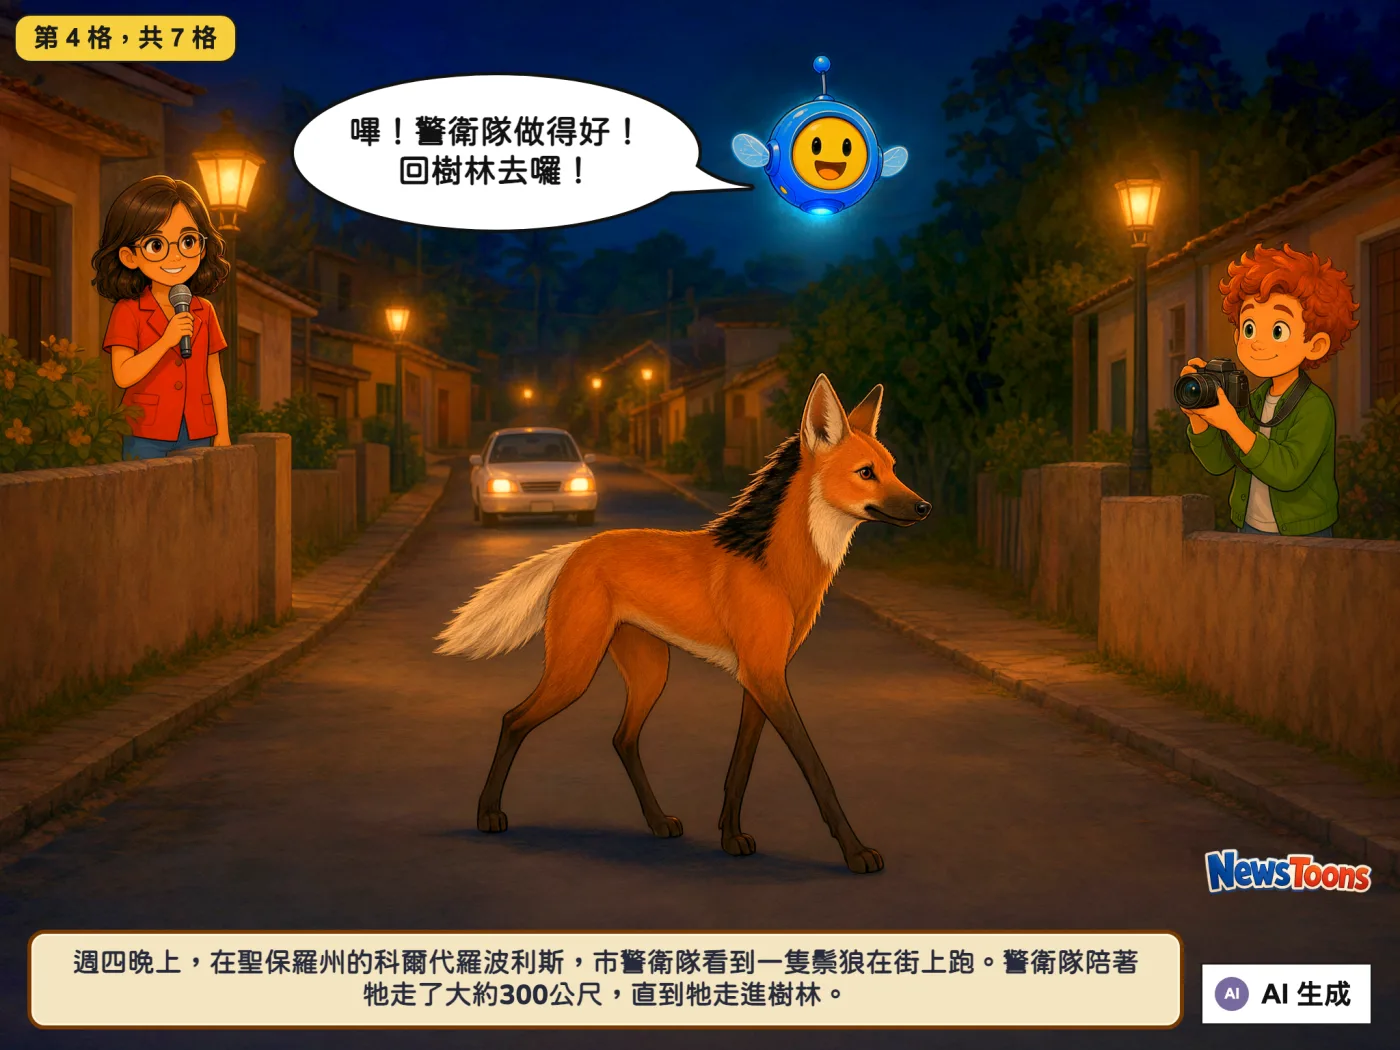 第 4 格，共 7 格
嗶！警衛隊做得好！
回樹林去囉！
NewsToons
週四晚上，在聖保羅州的科爾代羅波利斯，市警衛隊看到一隻鬃狼在街上跑。警衛隊陪著
牠走了大約300公尺，直到牠走進樹林。
AI AI 生成